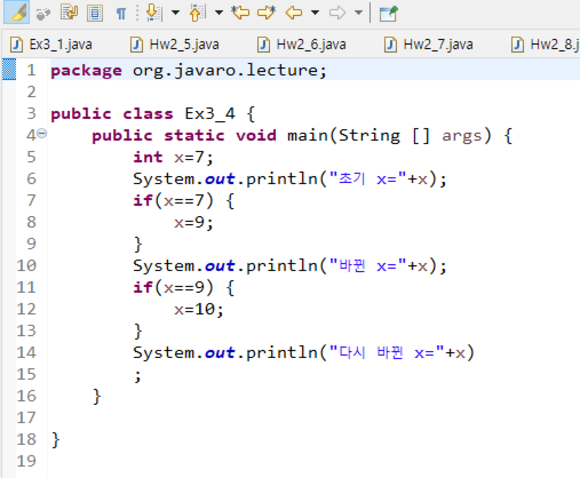 Ex3_1.java Hw2_5.java Hw2_6.java Hw2_7.java Hw2_8.j
1 package org.javaro.lecture;
2
3 public class Ex3_4 {
4 public static void main(String [] args) {
5 int x=7;
6 System.out.println("초기 x="+x);
7 if(x==7) {
8 x=9;
9 }
10 System.out.println("바뀐 x="+x);
11 if(x==9) {
12 x=10;
13 }
14 System.out.println("다시 바뀐 x="+x)
15 ;
16 }
17
18 }
19